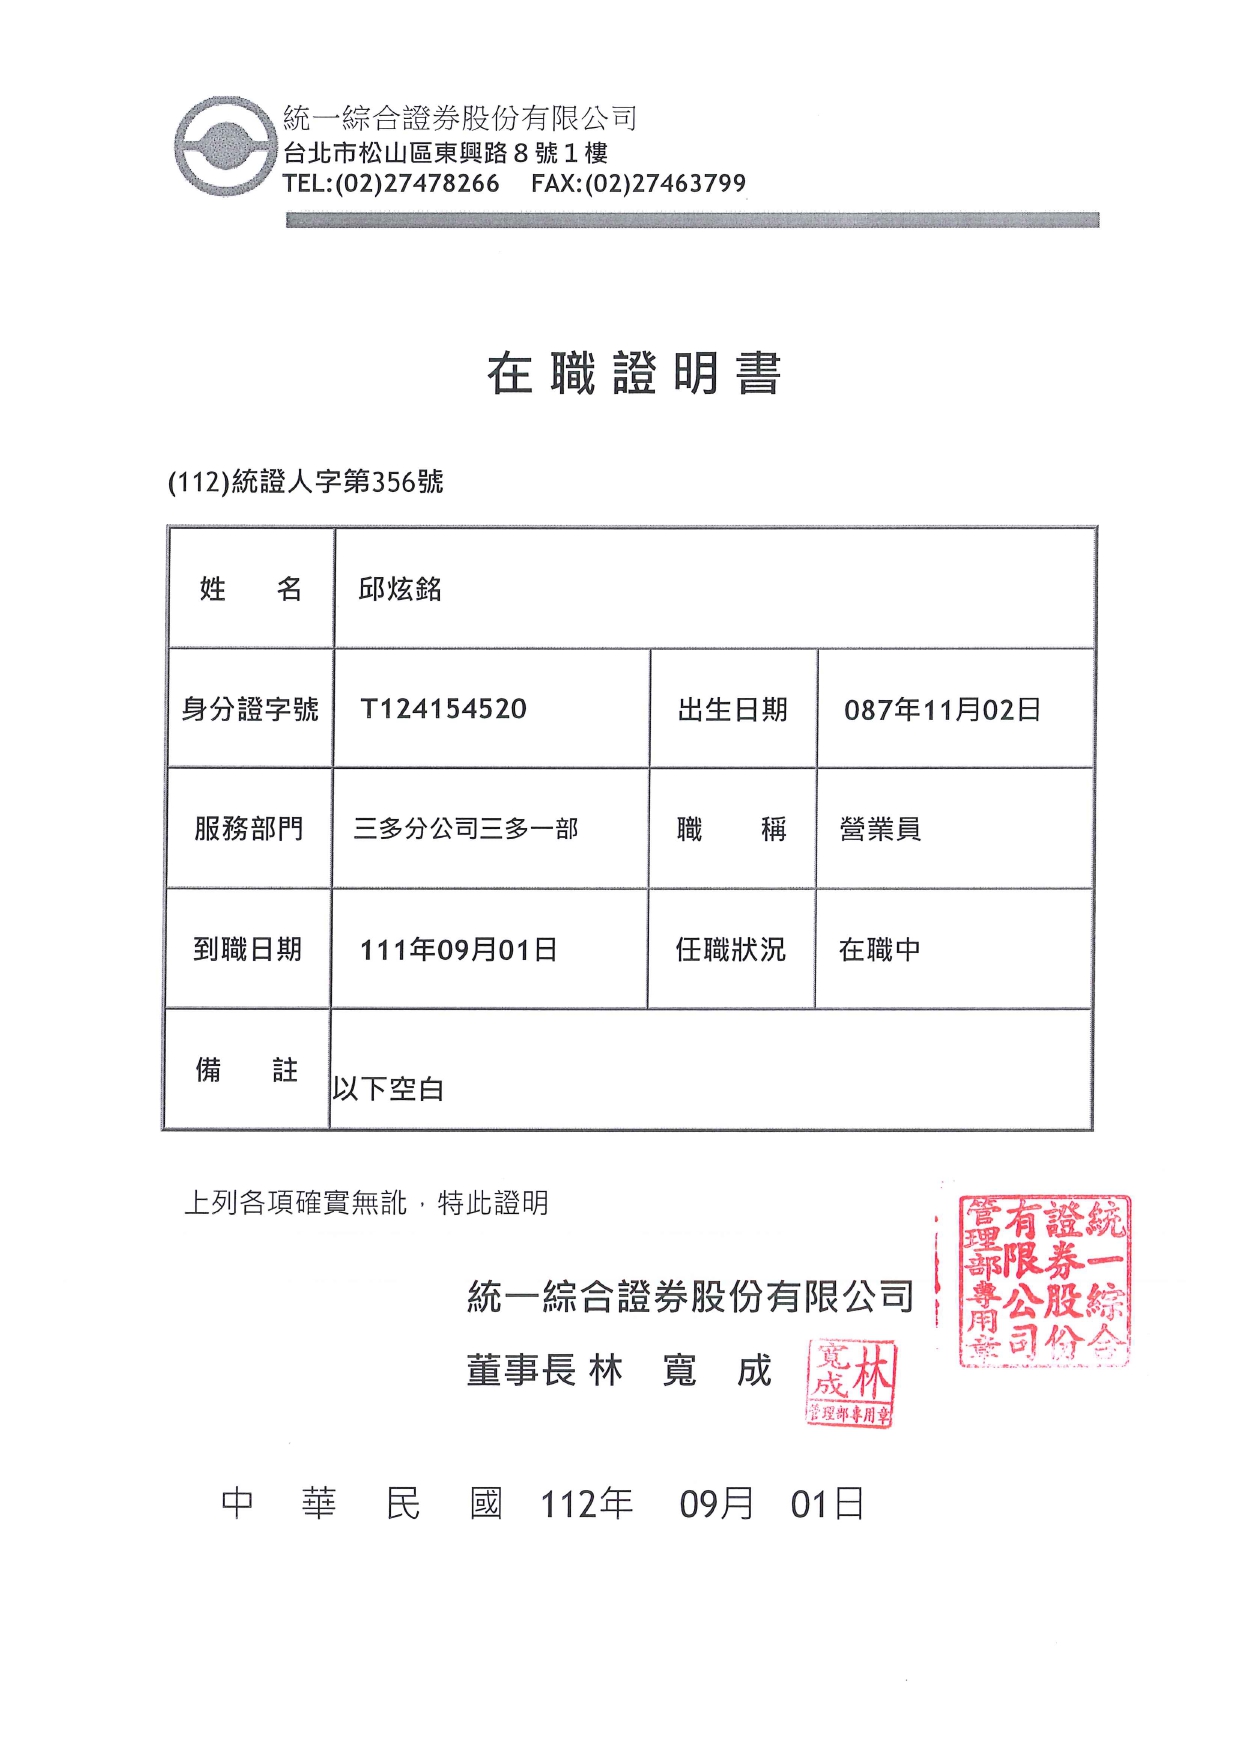 統一綜合證券股份有限公司
台北市松山區東興路8號1樓
TEL:(02)27478266 FAX:(02)27463799
在職證明書
(112)統證人字第356號
姓 名 邱炫銘
身分證字號 T124154520 出生日期 087年11月02日
服務部門 三多分公司三多一部 職 稱 營業員
到職日期 111年09月01日 任職狀況 在職中
備 註 以下空白
上列各項確實無訛，特此證明
統一綜合證券股份有限公司
董事長 林 寬 成
統一綜合
證券股份
有限公司
管理部專用章
林
寬成
管理部專用章
中 華 民 國 112年 09月 01日